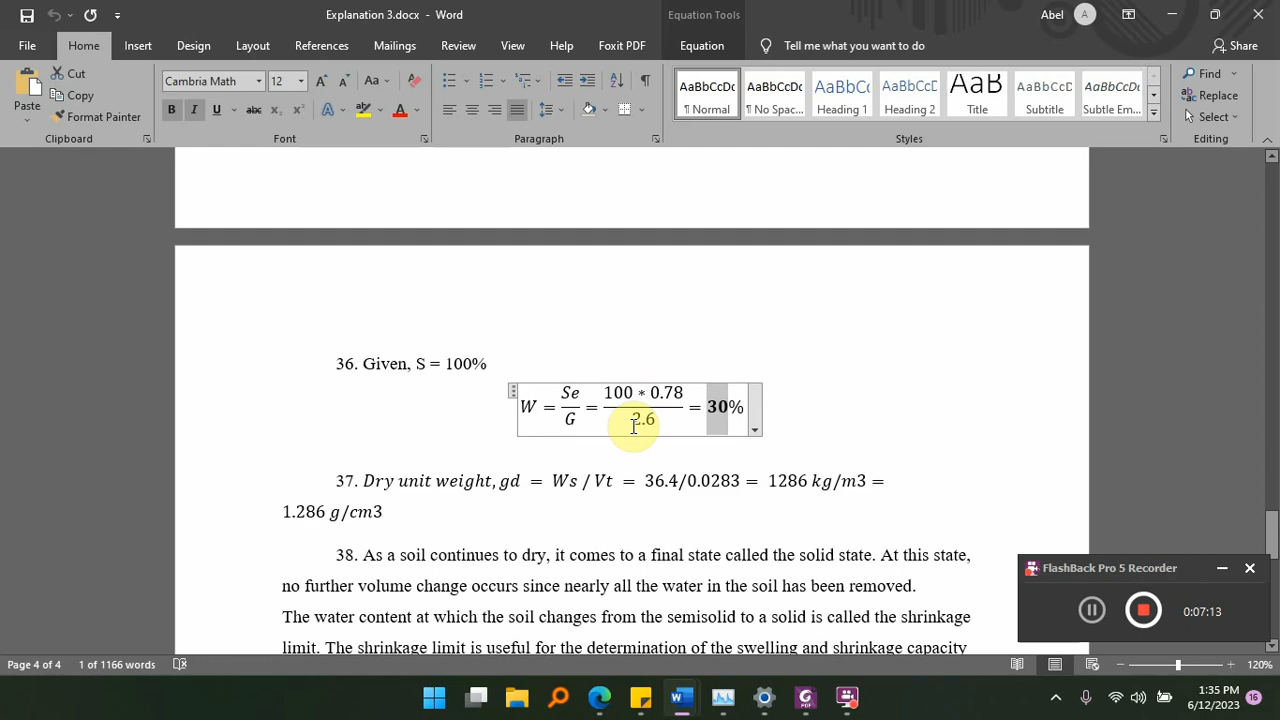 Explanation 3.docx - Word
Equation Tools
Abel
A
File
Home
Insert
Design
Layout
References
Mailings
Review
View
Help
Foxit PDF
Equation
Tell me what you want to do
Share
Paste
Cut
Copy
Format Painter
Clipboard
Cambria Math
12
Aa
B
I
U
abc
A
A
Font
Paragraph
AaBbCcDc
¶ Normal
AaBbCcDc
¶ No Spac...
AaBbC
Heading 1
AaBbCcD
Heading 2
AaB
Title
AaBbCcD
Subtitle
AaBbCcDc
Subtle Em...
Styles
Find
Replace
Select
Editing
36. Given, S = 100%
W = Se/G = 100 * 0.78/2.6 = 30%
37. Dry unit weight, gd = Ws / Vt = 36.4/0.0283 = 1286 kg/m3 =
1.286 g/cm3
38. As a soil continues to dry, it comes to a final state called the solid state. At this state,
no further volume change occurs since nearly all the water in the soil has been removed.
The water content at which the soil changes from the semisolid to a solid is called the shrinkage
limit. The shrinkage limit is useful for the determination of the swelling and shrinkage capacity
FlashBack Pro 5 Recorder
0:07:13
Page 4 of 4
1 of 1166 words
120%
1:35 PM
6/12/2023
16